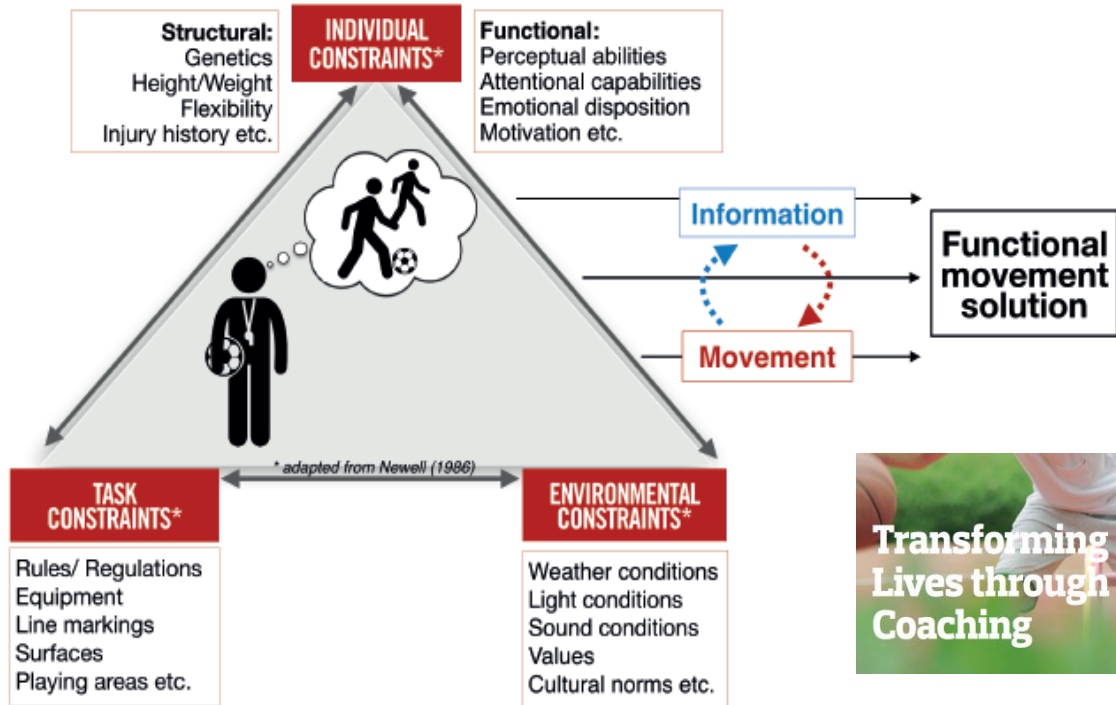 Structural:
Genetics
Height/Weight
Flexibility
Injury history etc.
INDIVIDUAL
CONSTRAINTS*
Functional:
Perceptual abilities
Attentional capabilities
Emotional disposition
Motivation etc.
Information
Movement
Functional
movement
solution
* adapted from Newell (1986)
TASK
CONSTRAINTS*
Rules/ Regulations
Equipment
Line markings
Surfaces
Playing areas etc.
ENVIRONMENTAL
CONSTRAINTS*
Weather conditions
Light conditions
Sound conditions
Values
Cultural norms etc.
Transforming
Lives through
Coaching